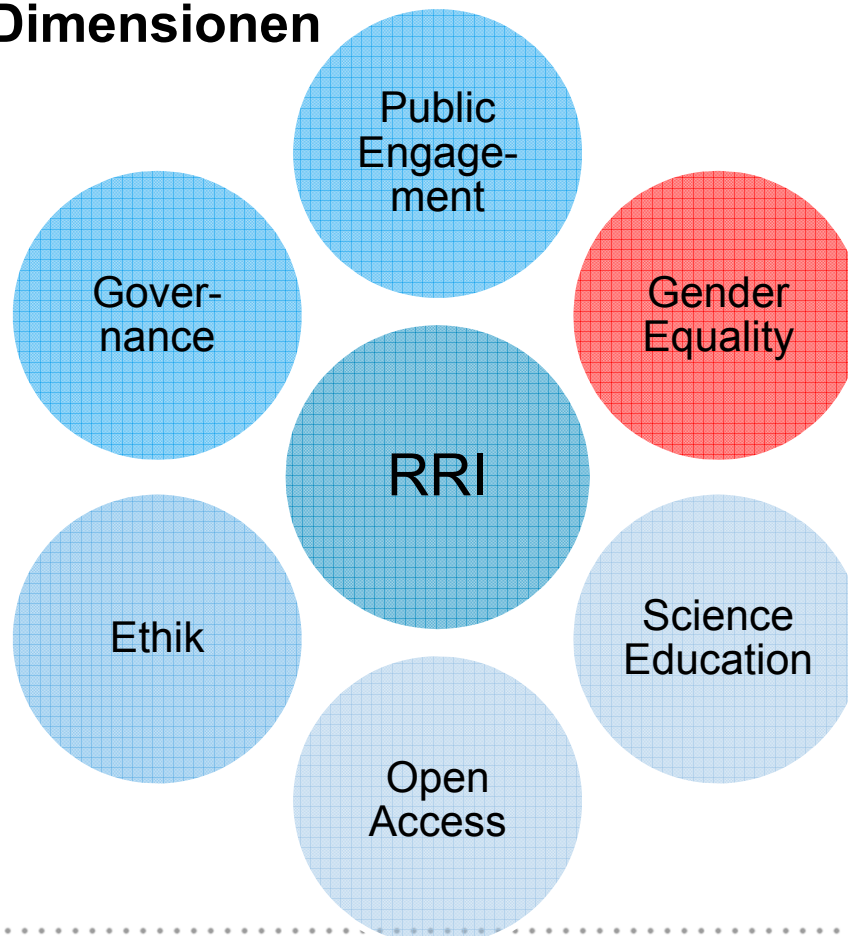 Dimensionen
Public
Engage-
ment
Gover-
nance
Gender
Equality
RRI
Ethik
Science
Education
Open
Access